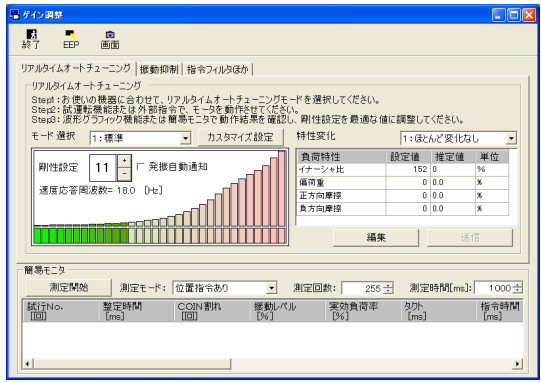 ゲイン調整
終了 EEP 画面
リアルタイムオートチューニング 振動抑制 指令フィルタほか
リアルタイムオートチューニング
Step1:お使いの機器に合わせて、リアルタイムオートチューニングモードを選択してください。
Step2:試運転機能または外部指令で、モータを動作させてください。
Step3:波形グラフィック機能または簡易モニタで動作結果を確認し、剛性設定を最適な値に調整してください。
モード選択 1:標準 カスタマイズ設定 特性変化 1:ほとんど変化なし
剛性設定 11 発振自動通知
速度応答周波数= 18.0 [Hz]
負荷特性 設定値 推定値 単位
イナーシャ比 152 0 %
偏荷重 0 0.0 %
正方向摩擦 0 0.0 %
負方向摩擦 0 0.0 %
編集 送信
簡易モニタ
測定開始 測定モード: 位置指令あり 測定回数: 255 測定時間[ms]: 1000
試行No. 整定時間 COIN割れ 振動レベル 実効負荷率 タクト 指令時間
[回] [ms] [回] [%] [%] [ms] [ms]